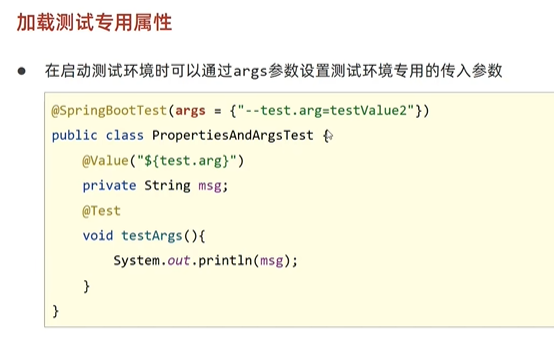 加载测试专用属性
● 在启动测试环境时可以通过args参数设置测试环境专用的传入参数
@SpringBootTest(args = {"--test.arg=testValue2"})
public class PropertiesAndArgsTest {
    @Value("${test.arg}")
    private String msg;
    @Test
    void testArgs(){
        System.out.println(msg);
    }
}